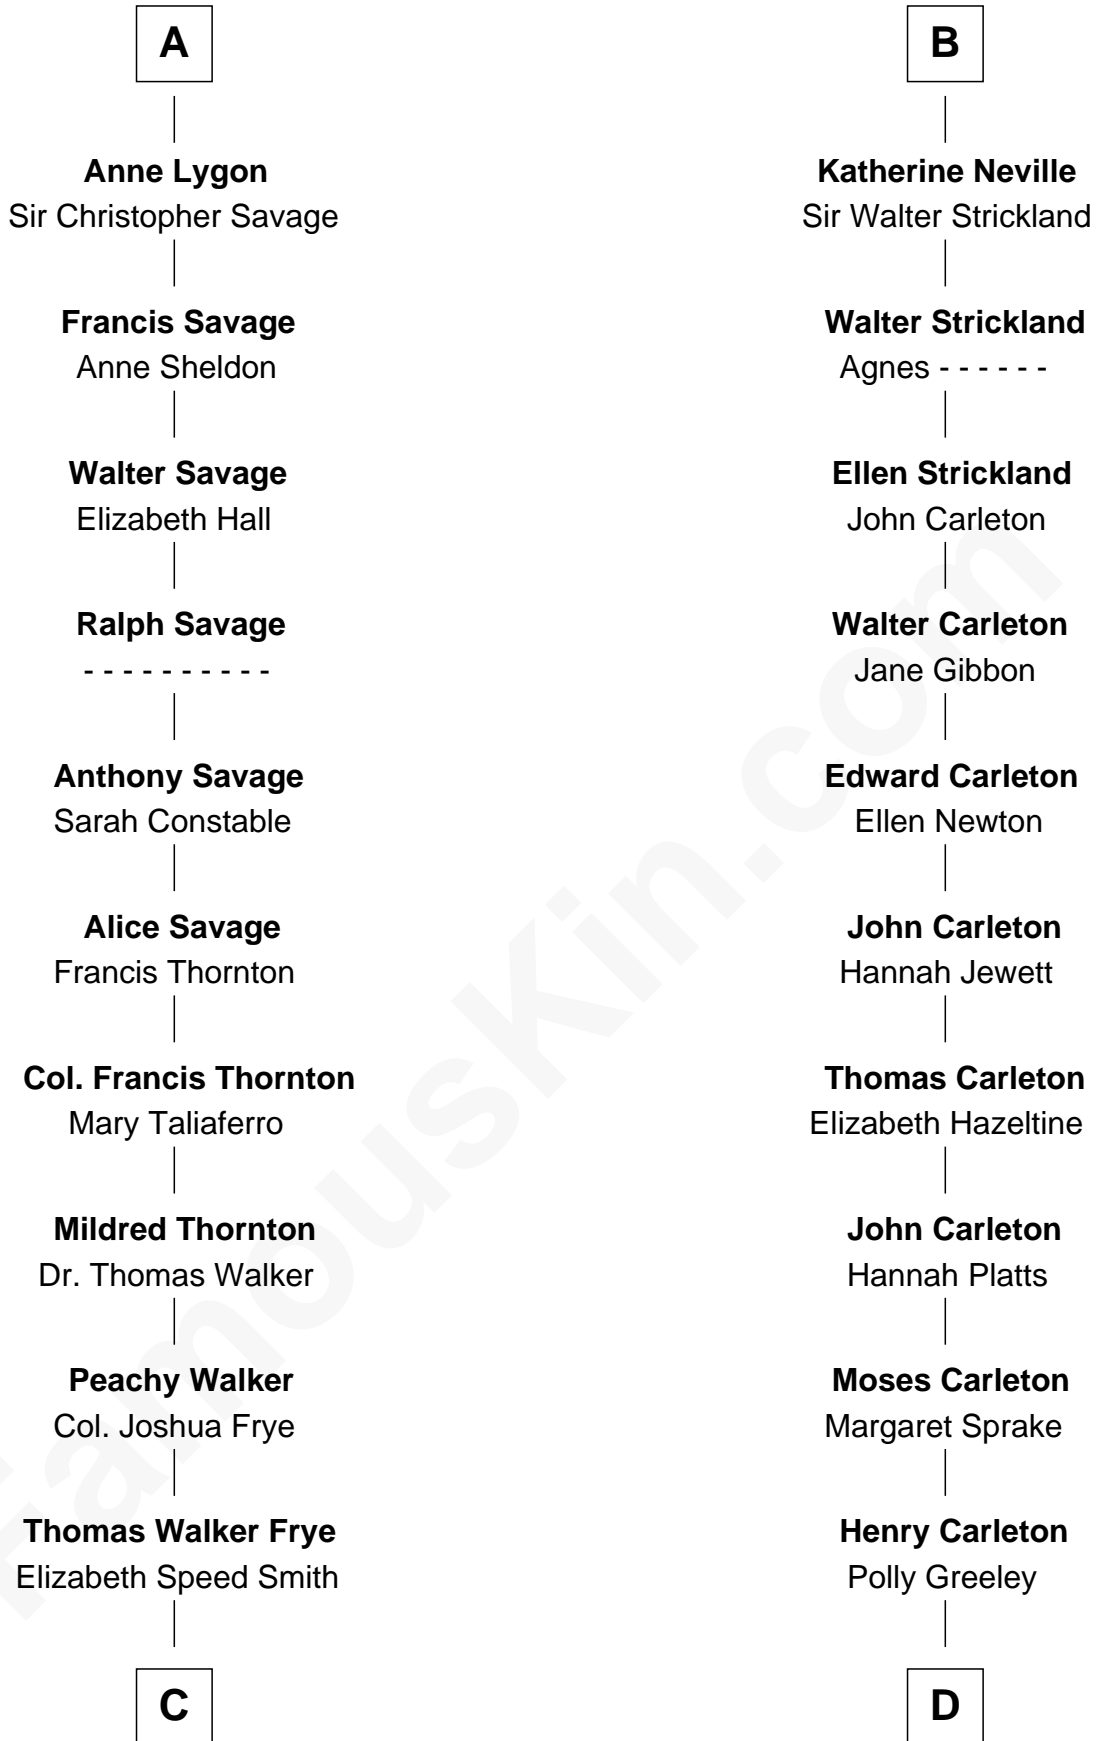 A
Anne Lygon
Sir Christopher Savage
Francis Savage
Anne Sheldon
Walter Savage
Elizabeth Hall
Ralph Savage
- - - - - - - - - -
Anthony Savage
Sarah Constable
Alice Savage
Francis Thornton
Col. Francis Thornton
Mary Taliaferro
Mildred Thornton
Dr. Thomas Walker
Peachy Walker
Col. Joshua Frye
Thomas Walker Frye
Elizabeth Speed Smith
C
B
Katherine Neville
Sir Walter Strickland
Walter Strickland
Agnes - - - - - -
Ellen Strickland
John Carleton
Walter Carleton
Jane Gibbon
Edward Carleton
Ellen Newton
John Carleton
Hannah Jewett
Thomas Carleton
Elizabeth Hazeltine
John Carleton
Hannah Platts
Moses Carleton
Margaret Sprake
Henry Carleton
Polly Greeley
D
FamousKin.com